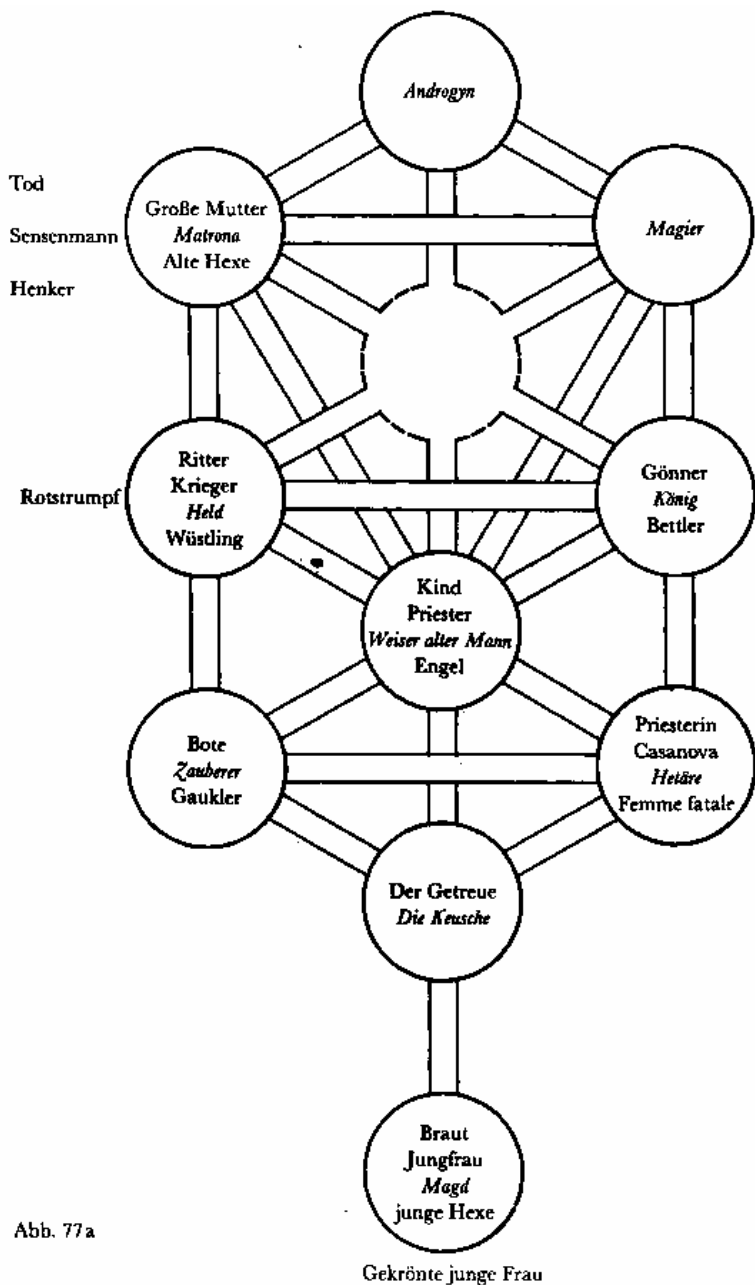 Androgyn
Tod
Sensenmann
Henker
Große Mutter
Matrona
Alte Hexe
Magier
Rotstrumpf
Ritter
Krieger
Held
Wüstling
Gönner
König
Bettler
Kind
Priester
Weiser alter Mann
Engel
Bote
Zauberer
Gaukler
Priesterin
Casanova
Hetäre
Femme fatale
Der Getreue
Die Keusche
Braut
Jungfrau
Magd
junge Hexe
Abb. 77a
Gekrönte junge Frau